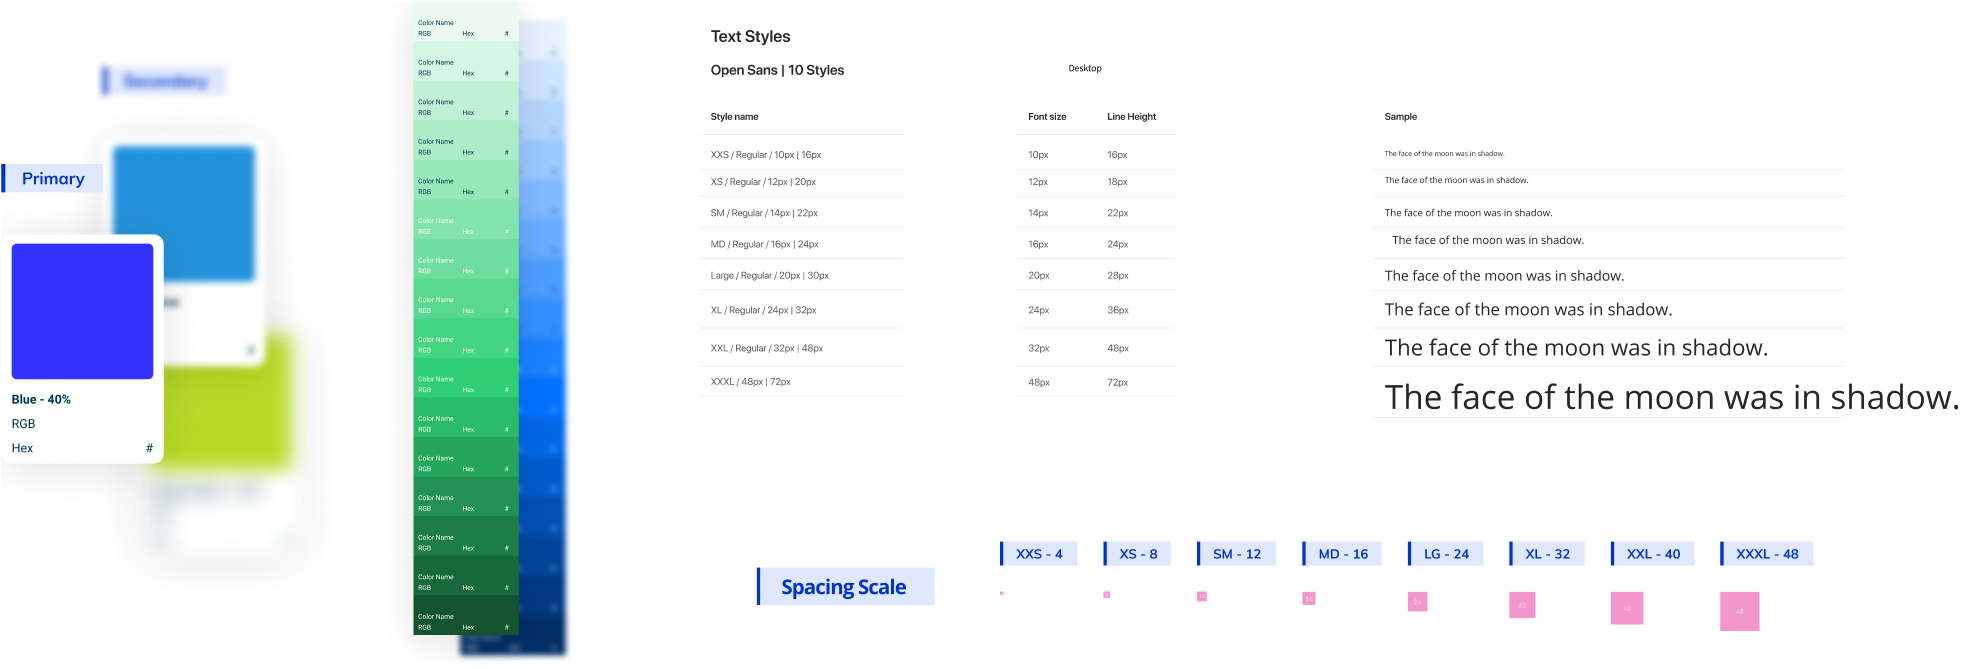 Secondary
Primary
Blue - 40%
RGB
Hex #
Color Name
RGB Hex #
Color Name
RGB Hex #
Color Name
RGB Hex #
Color Name
RGB Hex #
Color Name
RGB Hex #
Color Name
RGB Hex #
Color Name
RGB Hex #
Color Name
RGB Hex #
Color Name
RGB Hex #
Color Name
RGB Hex #
Color Name
RGB Hex #
Color Name
RGB Hex #
Color Name
RGB Hex #
Color Name
RGB Hex #
Color Name
RGB Hex #
Color Name
RGB Hex #
Text Styles
Open Sans | 10 Styles Desktop
Style name Font size Line Height Sample
XXS / Regular / 10px | 16px 10px 16px The face of the moon was in shadow.
XS / Regular / 12px | 20px 12px 18px The face of the moon was in shadow.
SM / Regular / 14px | 22px 14px 22px The face of the moon was in shadow.
MD / Regular / 16px | 24px 16px 24px The face of the moon was in shadow.
Large / Regular / 20px | 30px 20px 28px The face of the moon was in shadow.
XL / Regular / 24px | 32px 24px 36px The face of the moon was in shadow.
XXL / Regular / 32px | 48px 32px 48px The face of the moon was in shadow.
XXXL / 48px | 72px 48px 72px The face of the moon was in shadow.
Spacing Scale
XXS - 4 XS - 8 SM - 12 MD - 16 LG - 24 XL - 32 XXL - 40 XXXL - 48
16 24 32 40 48